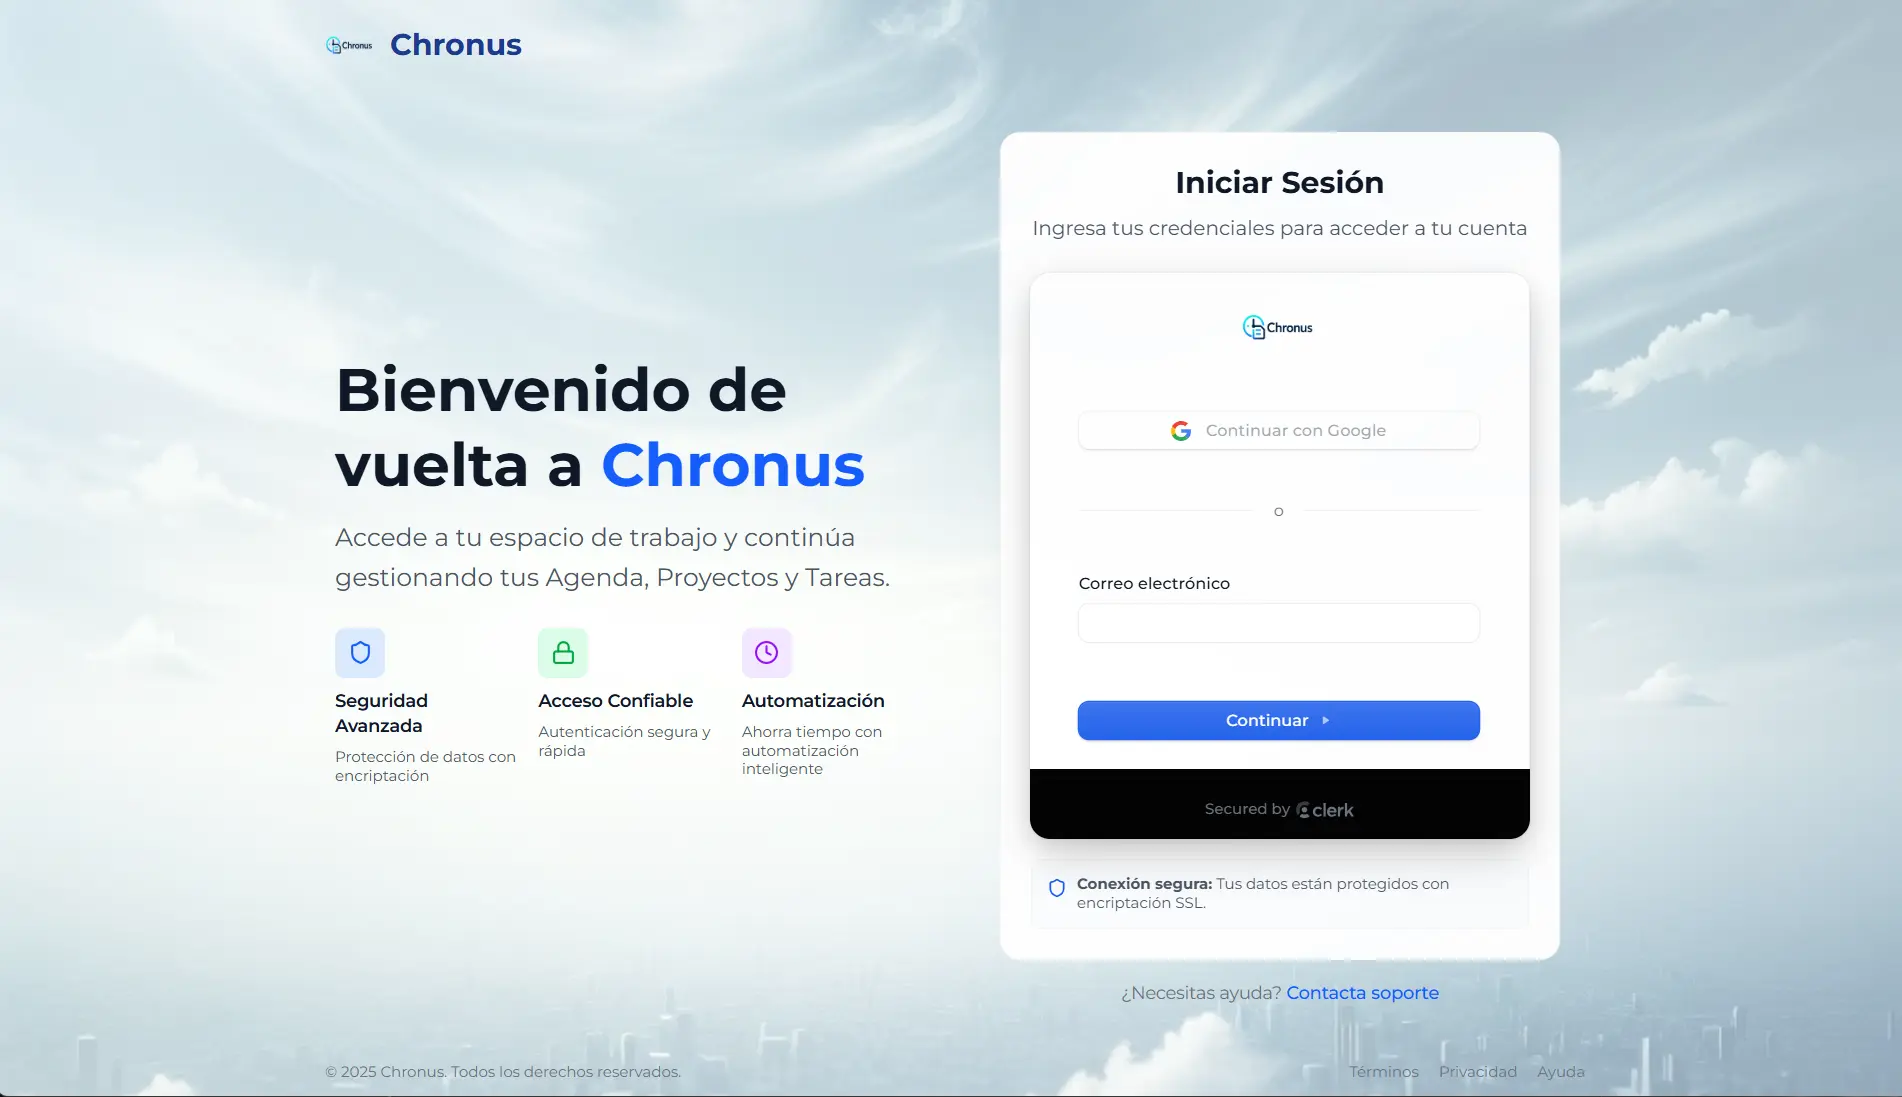 Chronus
Chronus
Bienvenido de
vuelta a Chronus
Accede a tu espacio de trabajo y continúa
gestionando tus Agenda, Proyectos y Tareas.
Seguridad
Avanzada
Protección de datos con
encriptación
Acceso Confiable
Autenticación segura y
rápida
Automatización
Ahorra tiempo con
automatización
inteligente
Iniciar Sesión
Ingresa tus credenciales para acceder a tu cuenta
Chronus
Continuar con Google
o
Correo electrónico
Continuar
Secured by clerk
Conexión segura: Tus datos están protegidos con
encriptación SSL.
¿Necesitas ayuda? Contacta soporte
© 2025 Chronus. Todos los derechos reservados.
Términos Privacidad Ayuda